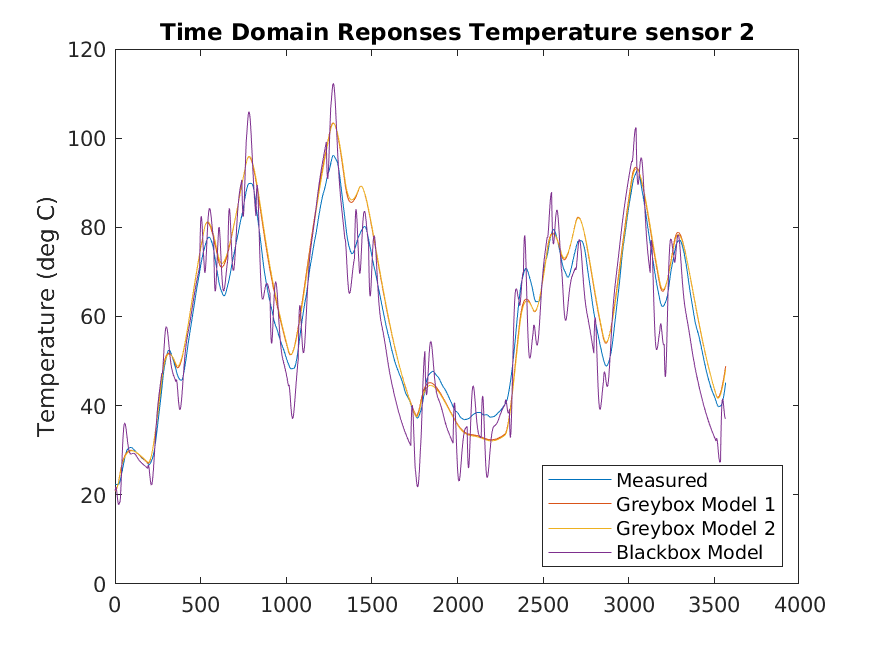 Time Domain Reponses Temperature sensor 2
120
100
80
60
40
20
0
Temperature (deg C)
0 500 1000 1500 2000 2500 3000 3500 4000
Measured
Greybox Model 1
Greybox Model 2
Blackbox Model